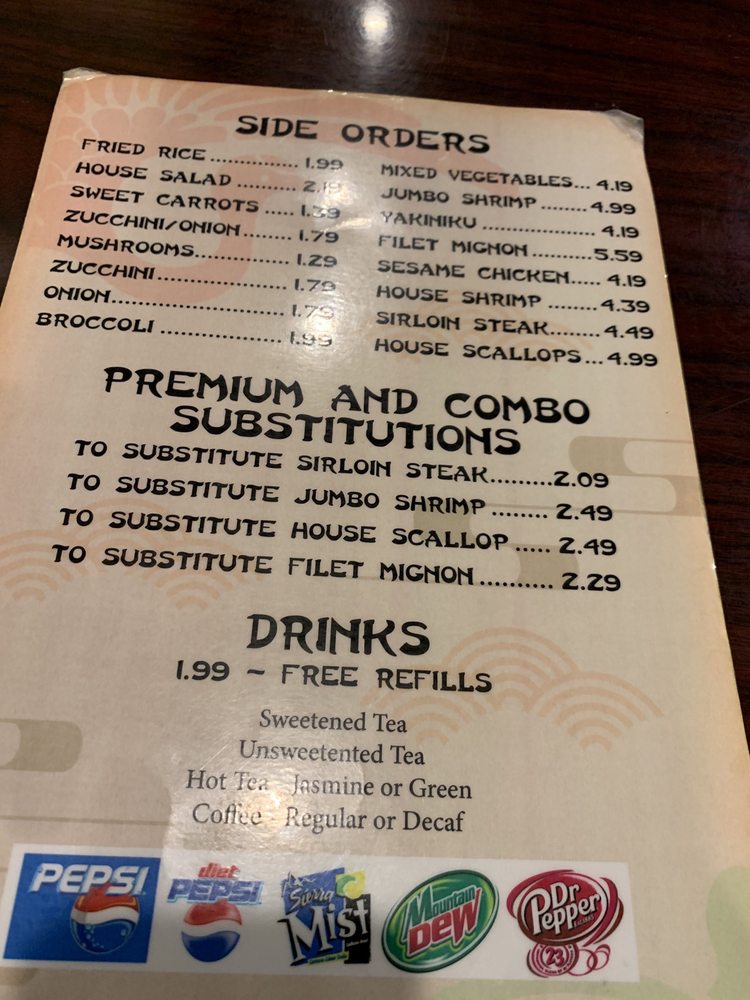 SIDE ORDERS
FRIED RICE .............. 1.99
HOUSE SALAD .......... 2.19
SWEET CARROTS ..... 1.39
ZUCCHINI/ONION ........ 1.79
MUSHROOMS................ 1.29
ZUCCHINI..................... 1.79
ONION............................ 1.79
BROCCOLI .................... 1.99
MIXED VEGETABLES... 4.19
JUMBO SHRIMP ........ 4.99
YAKINIKU .................... 4.19
FILET MIGNON ...........5.59
SESAME CHICKEN..... 4.19
HOUSE SHRIMP ........4.39
SIRLOIN STEAK........ 4.49
HOUSE SCALLOPS... 4.99
PREMIUM AND COMBO
SUBSTITUTIONS
TO SUBSTITUTE SIRLOIN STEAK.........2.09
TO SUBSTITUTE JUMBO SHRIMP ........ 2.49
TO SUBSTITUTE HOUSE SCALLOP ..... 2.49
TO SUBSTITUTE FILET MIGNON .......... 2.29
DRINKS
1.99 ~ FREE REFILLS
Sweetened Tea
Unsweetented Tea
Hot Tea - Jasmine or Green
Coffee - Regular or Decaf
PEPSI
diet PEPSI
Sierra Mist
Mountain Dew
Dr Pepper
23